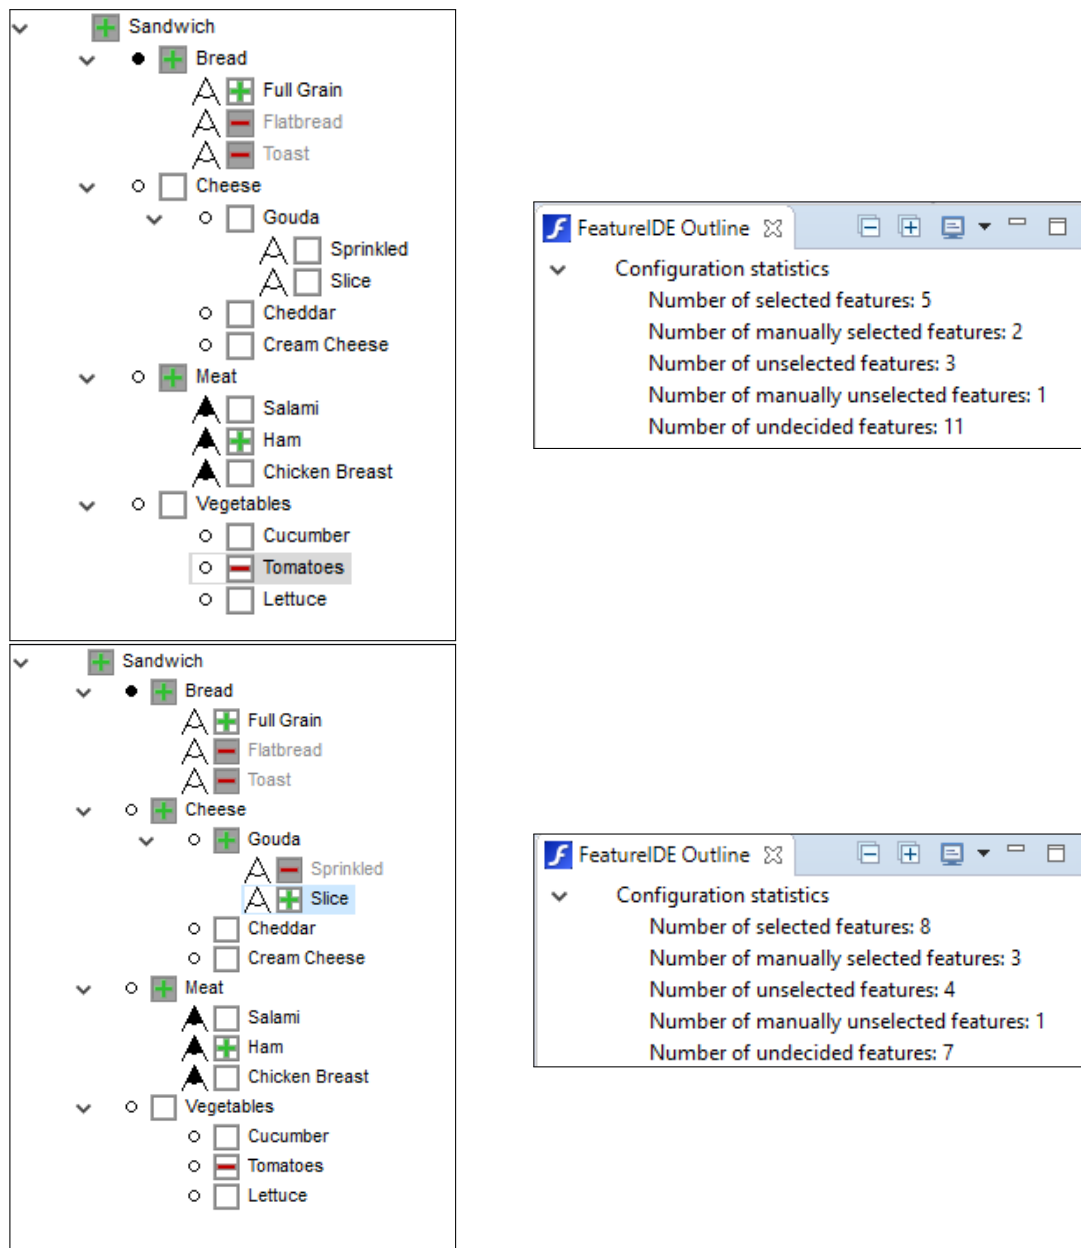 Sandwich
Bread
Full Grain
Flatbread
Toast
Cheese
Gouda
Sprinkled
Slice
Cheddar
Cream Cheese
Meat
Salami
Ham
Chicken Breast
Vegetables
Cucumber
Tomatoes
Lettuce
FeatureIDE Outline
Configuration statistics
Number of selected features: 5
Number of manually selected features: 2
Number of unselected features: 3
Number of manually unselected features: 1
Number of undecided features: 11
Sandwich
Bread
Full Grain
Flatbread
Toast
Cheese
Gouda
Sprinkled
Slice
Cheddar
Cream Cheese
Meat
Salami
Ham
Chicken Breast
Vegetables
Cucumber
Tomatoes
Lettuce
FeatureIDE Outline
Configuration statistics
Number of selected features: 8
Number of manually selected features: 3
Number of unselected features: 4
Number of manually unselected features: 1
Number of undecided features: 7